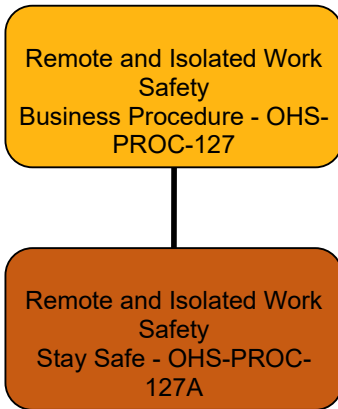 Remote and Isolated Work
Safety
Business Procedure - OHS-
PROC-127
Remote and Isolated Work
Safety
Stay Safe - OHS-PROC-
127A